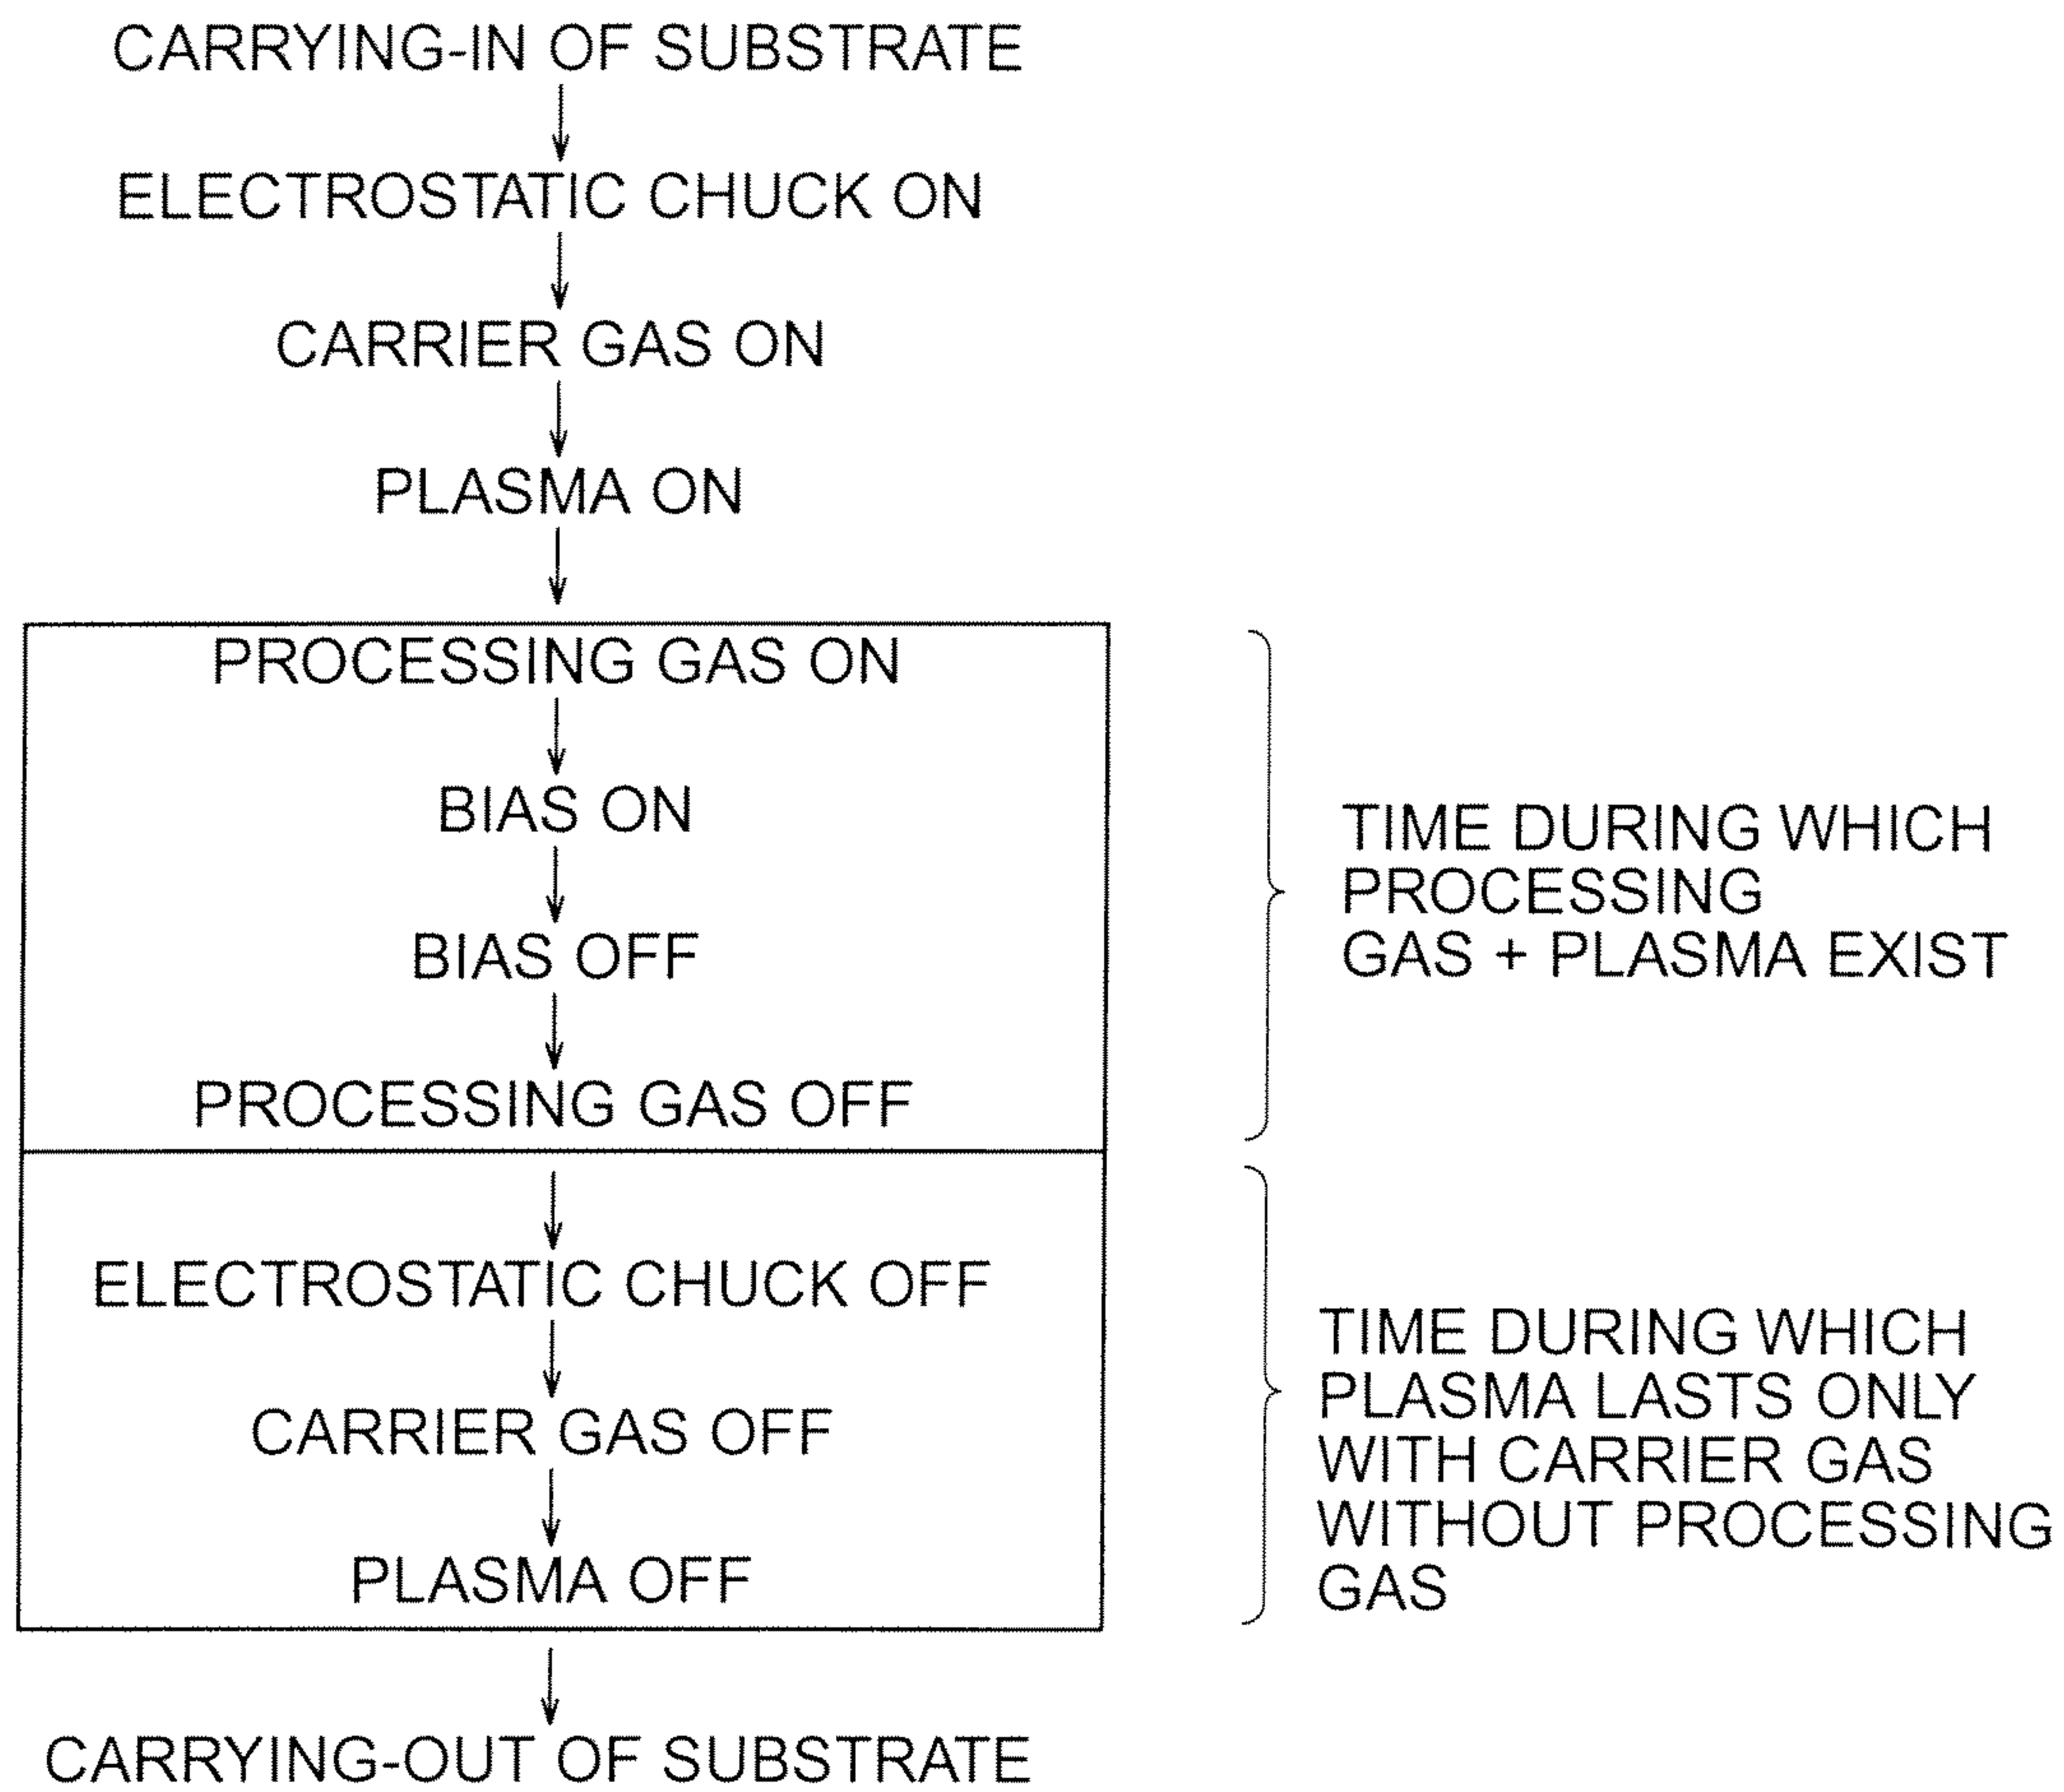 CARRYING-IN OF SUBSTRATE
ELECTROSTATIC CHUCK ON
CARRIER GAS ON
PLASMA ON
PROCESSING GAS ON
BIAS ON
BIAS OFF
PROCESSING GAS OFF
TIME DURING WHICH
PROCESSING
GAS + PLASMA EXIST
ELECTROSTATIC CHUCK OFF
CARRIER GAS OFF
PLASMA OFF
TIME DURING WHICH
PLASMA LASTS ONLY
WITH CARRIER GAS
WITHOUT PROCESSING
GAS
CARRYING-OUT OF SUBSTRATE